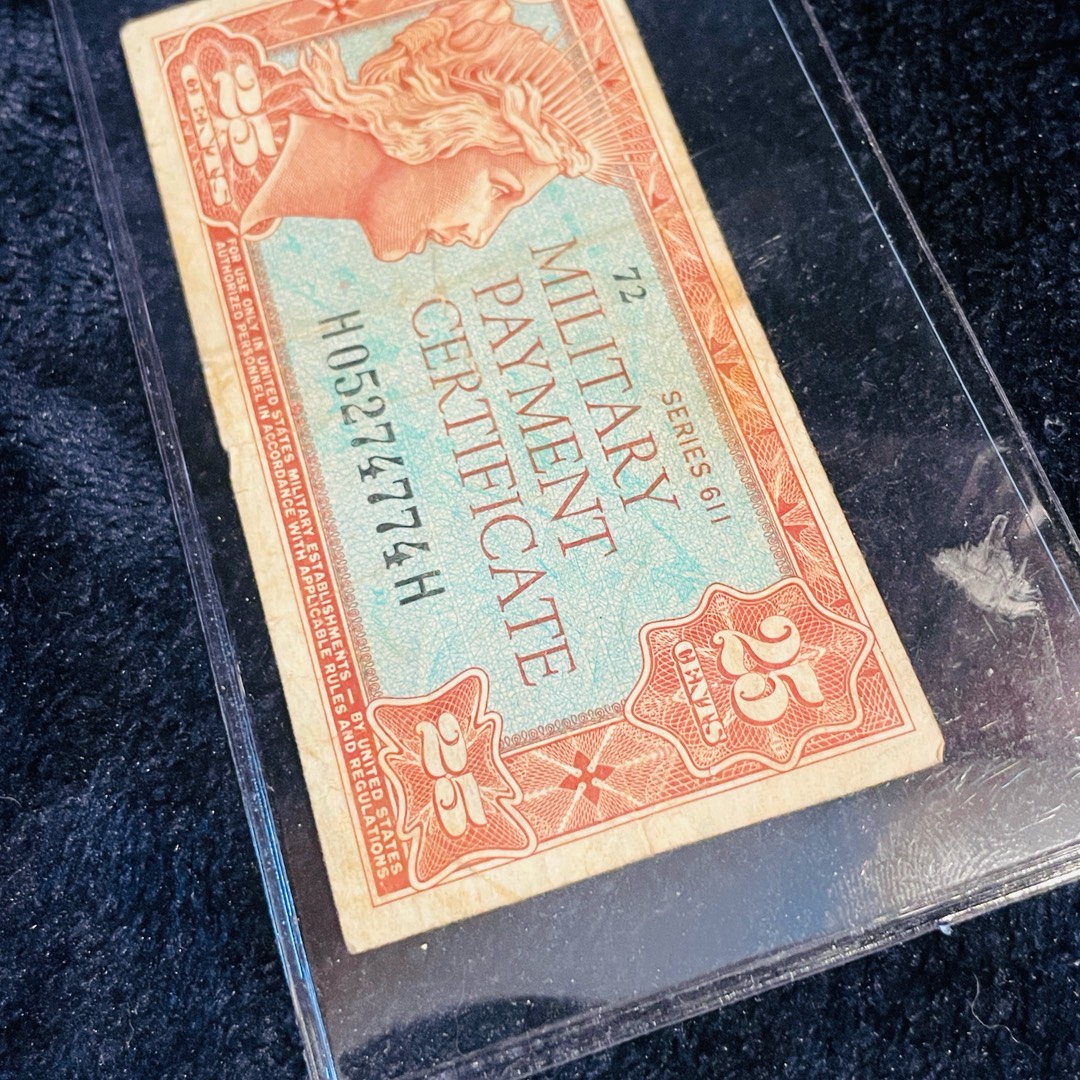 25
CENTS
72
SERIES 611
MILITARY
PAYMENT
CERTIFICATE
H05274774H
25
CENTS
25
FOR USE ONLY IN UNITED STATES MILITARY ESTABLISHMENTS — BY UNITED STATES
AUTHORIZED PERSONNEL IN ACCORDANCE WITH APPLICABLE RULES AND REGULATIONS.